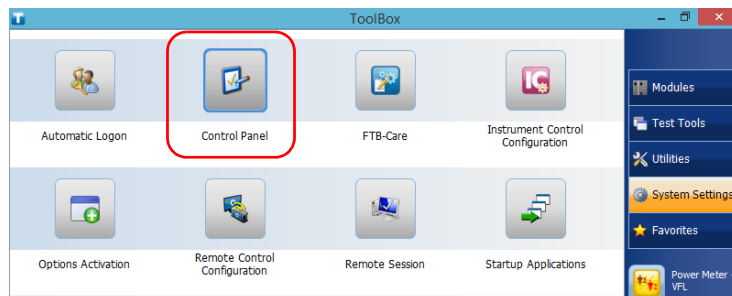 ToolBox
Automatic Logon
Control Panel
FTB-Care
Instrument Control
Configuration
Options Activation
Remote Control
Configuration
Remote Session
Startup Applications
Modules
Test Tools
Utilities
System Settings
Favorites
Power Meter -
VFL